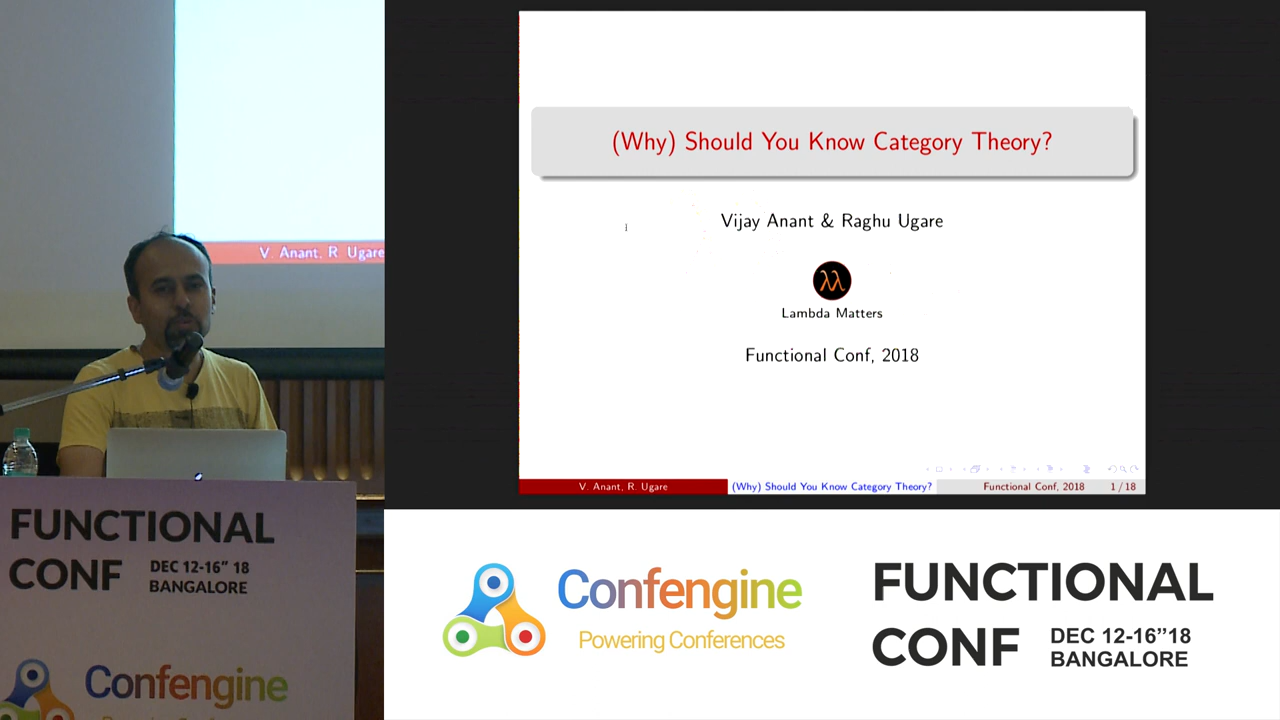 V. Anant, R. Ugare
FUNCTIONAL
CONF
DEC 12-16" 18
BANGALORE
Confengine
(Why) Should You Know Category Theory?
Vijay Anant & Raghu Ugare
λλ
Lambda Matters
Functional Conf, 2018
V. Anant, R. Ugare
(Why) Should You Know Category Theory?
Functional Conf, 2018
1 / 18
Confengine
Powering Conferences
FUNCTIONAL
CONF
DEC 12-16"18
BANGALORE